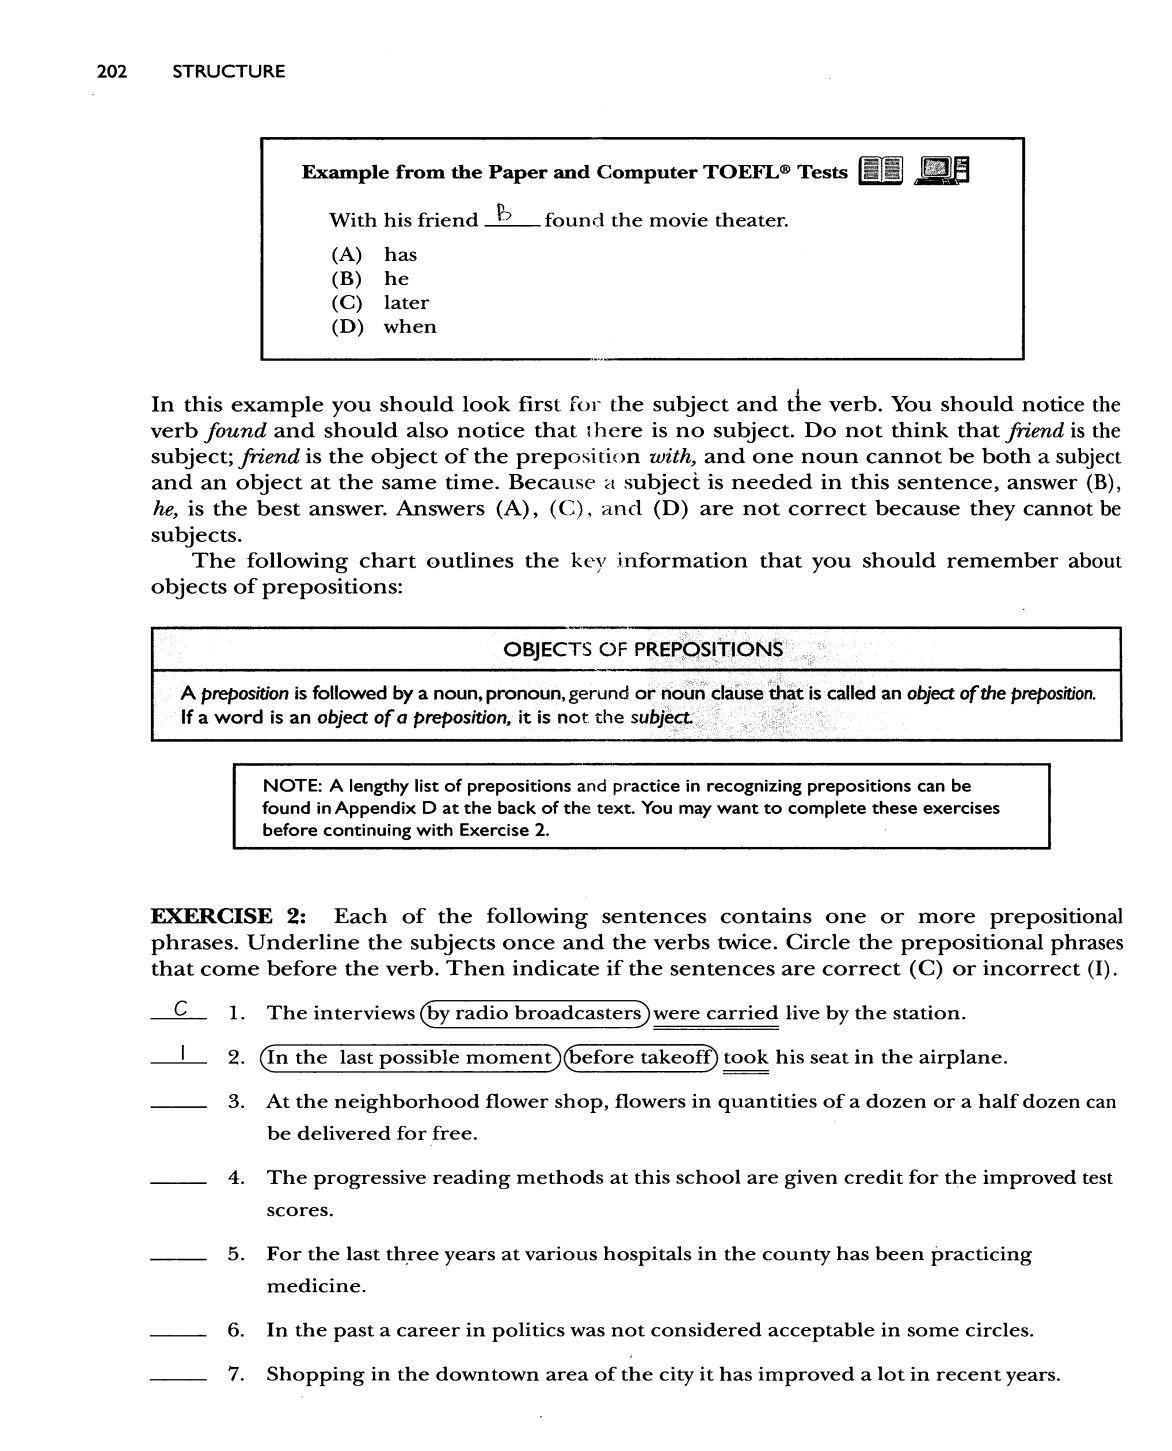 202 STRUCTURE
Example from the Paper and Computer TOEFL® Tests
With his friend B found the movie theater.
(A) has
(B) he
(C) later
(D) when
In this example you should look first for the subject and the verb. You should notice the
verb found and should also notice that there is no subject. Do not think that friend is the
subject; friend is the object of the preposition with, and one noun cannot be both a subject
and an object at the same time. Because a subject is needed in this sentence, answer (B),
he, is the best answer. Answers (A), (C), and (D) are not correct because they cannot be
subjects.
The following chart outlines the key information that you should remember about
objects of prepositions:
OBJECTS OF PREPOSITIONS
A preposition is followed by a noun, pronoun, gerund or noun clause that is called an object of the preposition.
If a word is an object of a preposition, it is not the subject.
NOTE: A lengthy list of prepositions and practice in recognizing prepositions can be
found in Appendix D at the back of the text. You may want to complete these exercises
before continuing with Exercise 2.
EXERCISE 2: Each of the following sentences contains one or more prepositional
phrases. Underline the subjects once and the verbs twice. Circle the prepositional phrases
that come before the verb. Then indicate if the sentences are correct (C) or incorrect (I).
C 1. The interviews by radio broadcasters were carried live by the station.
I 2. In the last possible moment before takeoff took his seat in the airplane.
____ 3. At the neighborhood flower shop, flowers in quantities of a dozen or a half dozen can
be delivered for free.
____ 4. The progressive reading methods at this school are given credit for the improved test
scores.
____ 5. For the last three years at various hospitals in the county has been practicing
medicine.
____ 6. In the past a career in politics was not considered acceptable in some circles.
____ 7. Shopping in the downtown area of the city it has improved a lot in recent years.